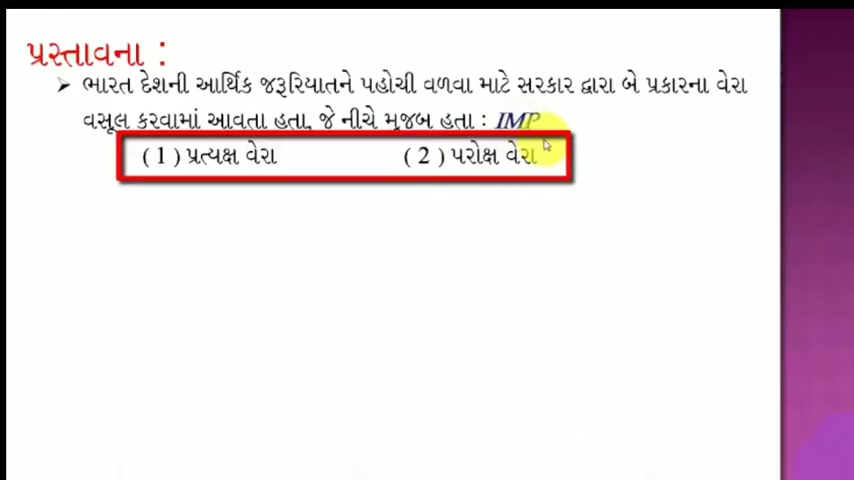 પ્રસ્તાવના :
➢ ભારત દેશની આર્થિક જરૂરિયાતને પહોચી વળવા માટે સરકાર દ્વારા બે પ્રકારના વેરા
વસૂલ કરવામાં આવતા હતા, જે નીચે મુજબ હતા : IMP
( 1 ) પ્રત્યક્ષ વેરા ( 2 ) પરોક્ષ વેરા